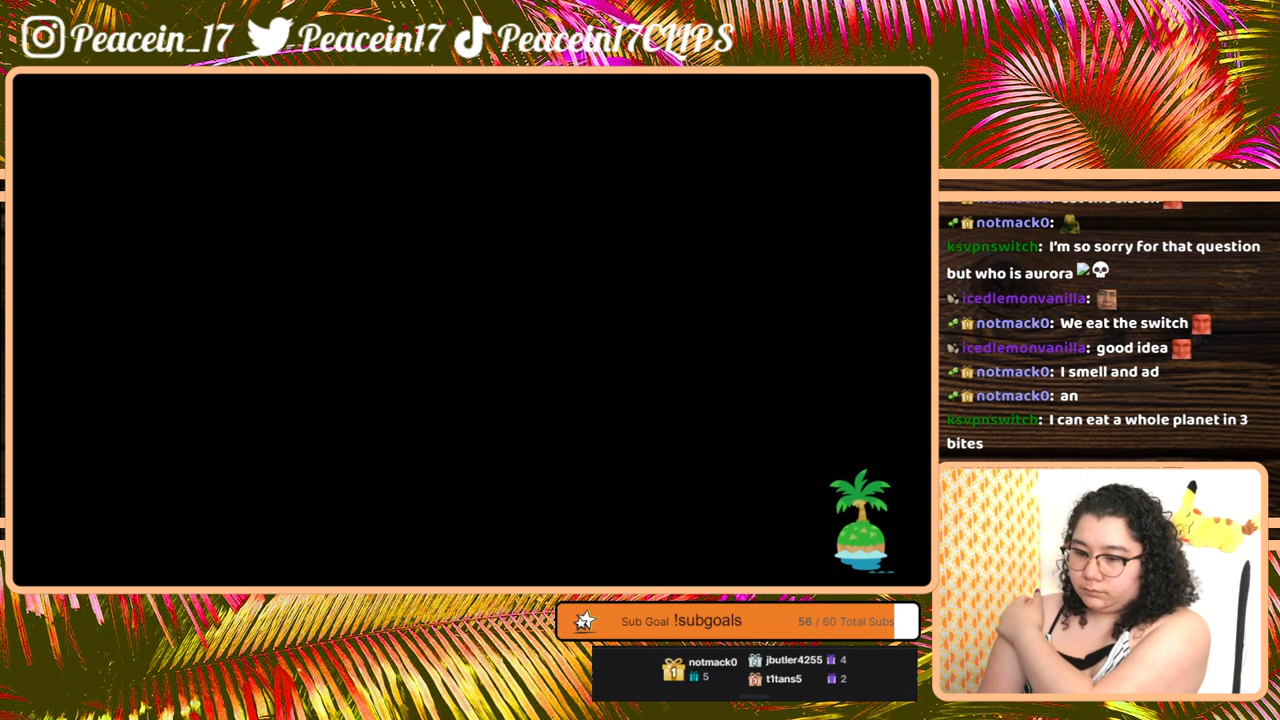 Peacein_17 Peacein17 Peacein17ClIPS
notmack0:
ksvpnswitch: I'm so sorry for that question
but who is aurora
icedlemonvanilla:
notmack0: We eat the switch
icedlemonvanilla: good idea
notmack0: I smell and ad
notmack0: an
ksvpnswitch: I can eat a whole planet in 3
bites
Sub Goal !subgoals 56 / 60 Total Subs
notmack0 jbutler4255 4
5 t1tans5 2